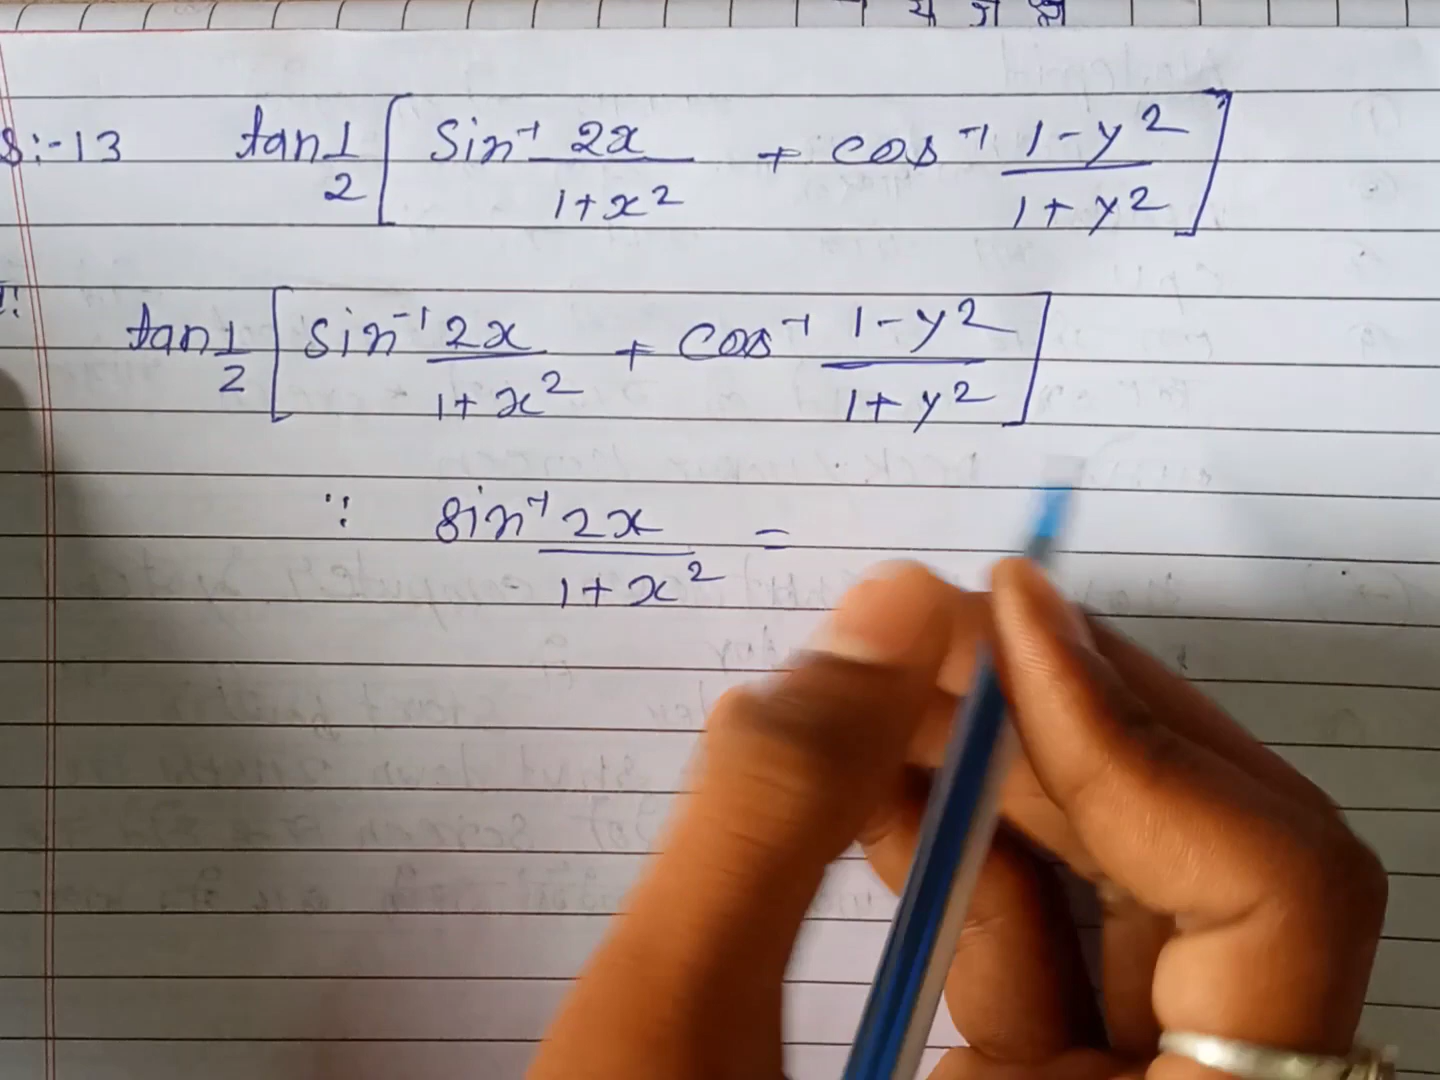 य ज झ
8:-13 tan 1/2 [ Sin⁻¹ 2x/1+x² + cos⁻¹ 1-y²/1+y² ]
tan 1/2 [ sin⁻¹ 2x/1+x² + cos⁻¹ 1-y²/1+y² ]
∵ sin⁻¹ 2x/1+x² =